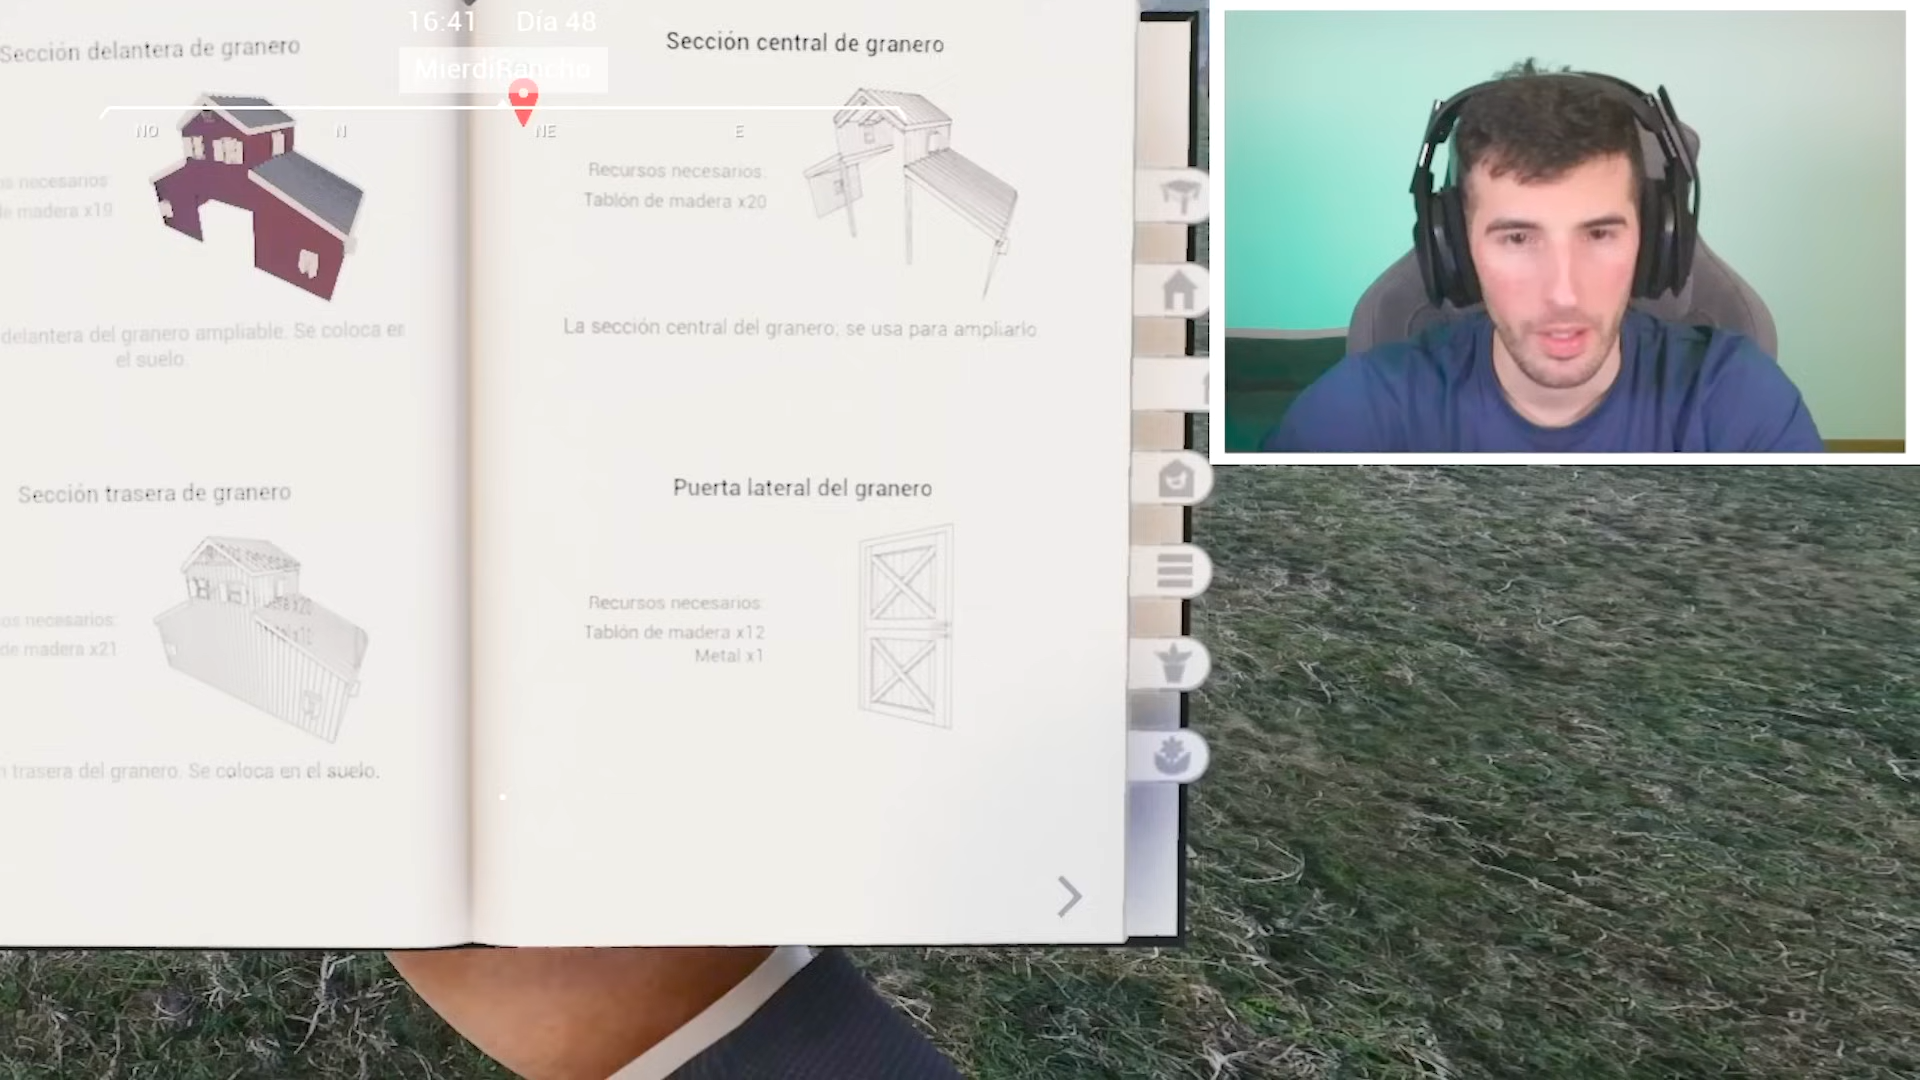 16:41 Día 48
MierdiRancho
NO N NE E
Sección delantera de granero
necesarios
de madera x19
delantera del granero ampliable. Se coloca en
el suelo.
Sección trasera de granero
necesarios:
de madera x21
trasera del granero. Se coloca en el suelo.
Sección central de granero
Recursos necesarios:
Tablón de madera x20
La sección central del granero; se usa para ampliarlo
Puerta lateral del granero
Recursos necesarios:
Tablón de madera x12
Metal x1